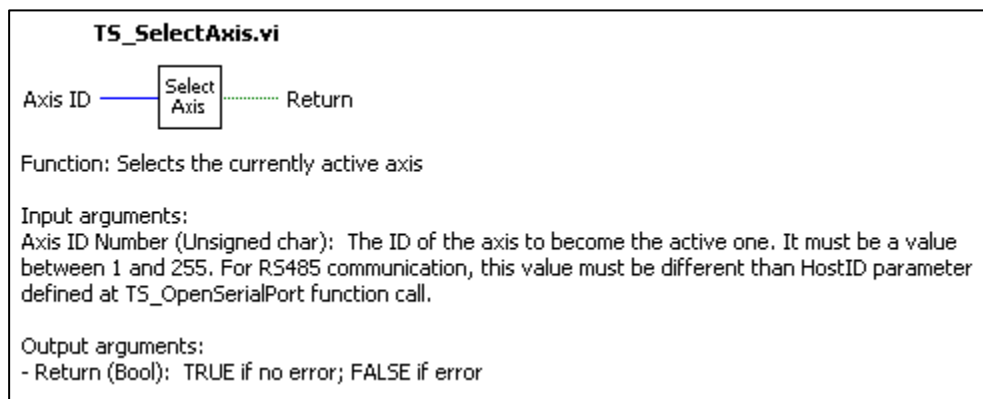 TS_SelectAxis.vi
Axis ID
Select
Axis
Return
Function: Selects the currently active axis
Input arguments:
Axis ID Number (Unsigned char):  The ID of the axis to become the active one. It must be a value
between 1 and 255. For RS485 communication, this value must be different than HostID parameter
defined at TS_OpenSerialPort function call.
Output arguments:
- Return (Bool):  TRUE if no error; FALSE if error